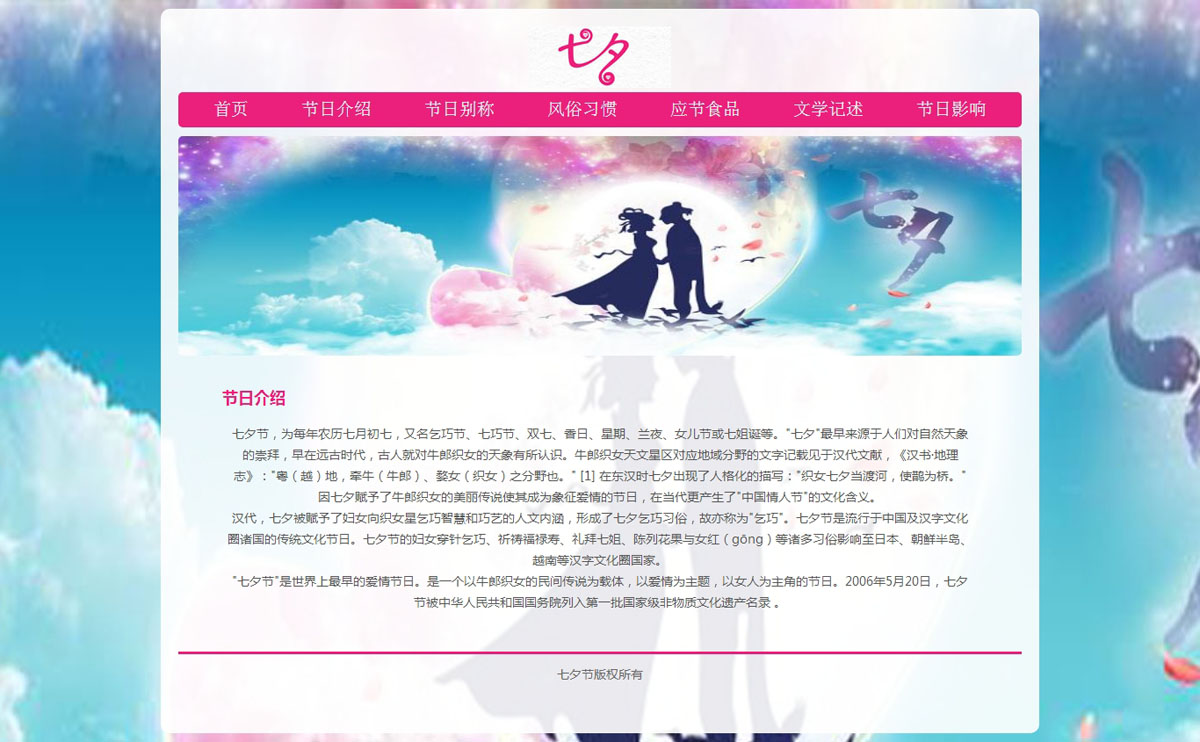 七夕
首页 节日介绍 节日别称 风俗习惯 应节食品 文学记述 节日影响
七夕
七夕
节日介绍
七夕节，为每年农历七月初七，又名乞巧节、七巧节、双七、香日、星期、兰夜、女儿节或七姐诞等。"七夕"最早来源于人们对自然天象
的崇拜，早在远古时代，古人就对牛郎织女的天象有所认识。牛郎织女天文星区对应地域分野的文字记载见于汉代文献，《汉书·地理
志》："粤（越）地，牵牛（牛郎）、婺女（织女）之分野也。" [1] 在东汉时七夕出现了人格化的描写："织女七夕当渡河，使鹊为桥。"
因七夕赋予了牛郎织女的美丽传说使其成为象征爱情的节日，在当代更产生了"中国情人节"的文化含义。
汉代，七夕被赋予了妇女向织女星乞巧智慧和巧艺的人文内涵，形成了七夕乞巧习俗，故亦称为"乞巧"。七夕节是流行于中国及汉字文化
圈诸国的传统文化节日。七夕节的妇女穿针乞巧、祈祷福禄寿、礼拜七姐、陈列花果与女红（gōng）等诸多习俗影响至日本、朝鲜半岛、
越南等汉字文化圈国家。
"七夕节"是世界上最早的爱情节日。是一个以牛郎织女的民间传说为载体，以爱情为主题，以女人为主角的节日。2006年5月20日，七夕
节被中华人民共和国国务院列入第一批国家级非物质文化遗产名录 。
七夕节版权所有